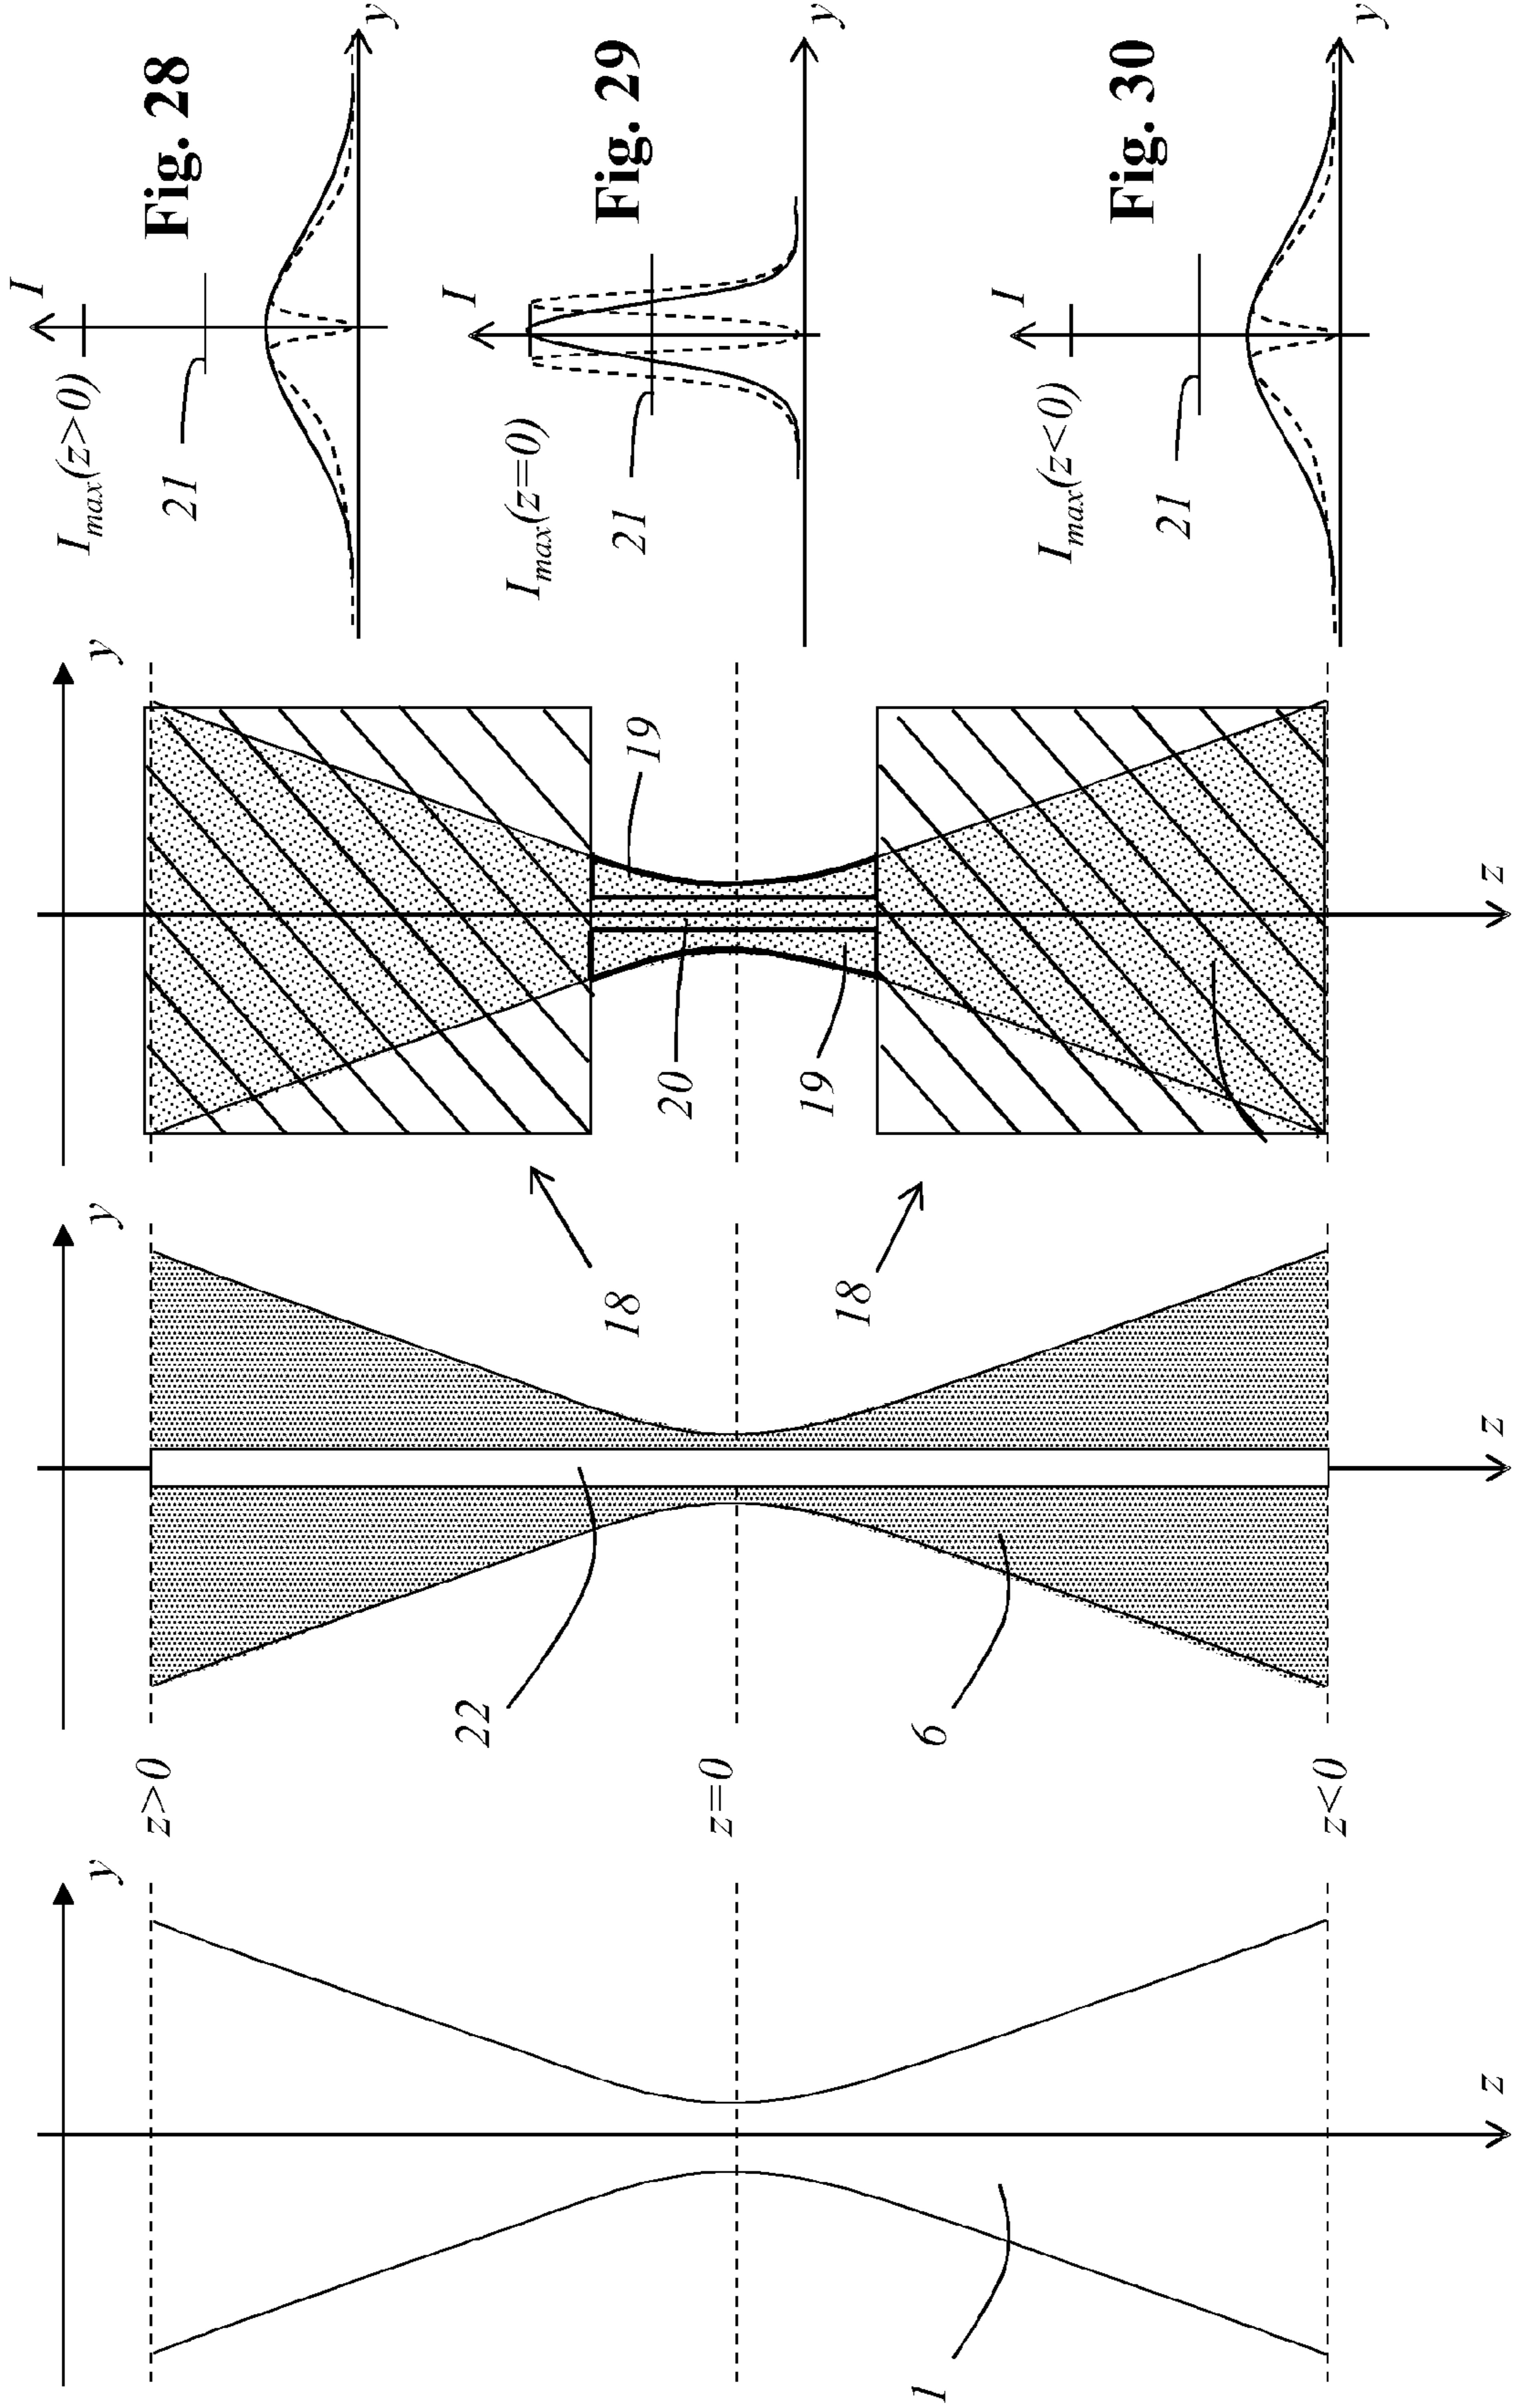 y
z
1
z>0
z=0
z<0
y
z
22
6
y
z
18
18
19
20
19
I
I_max(z>0)
21
y
Fig. 28
I
I_max(z=0)
21
y
Fig. 29
I
I_max(z<0)
21
y
Fig. 30